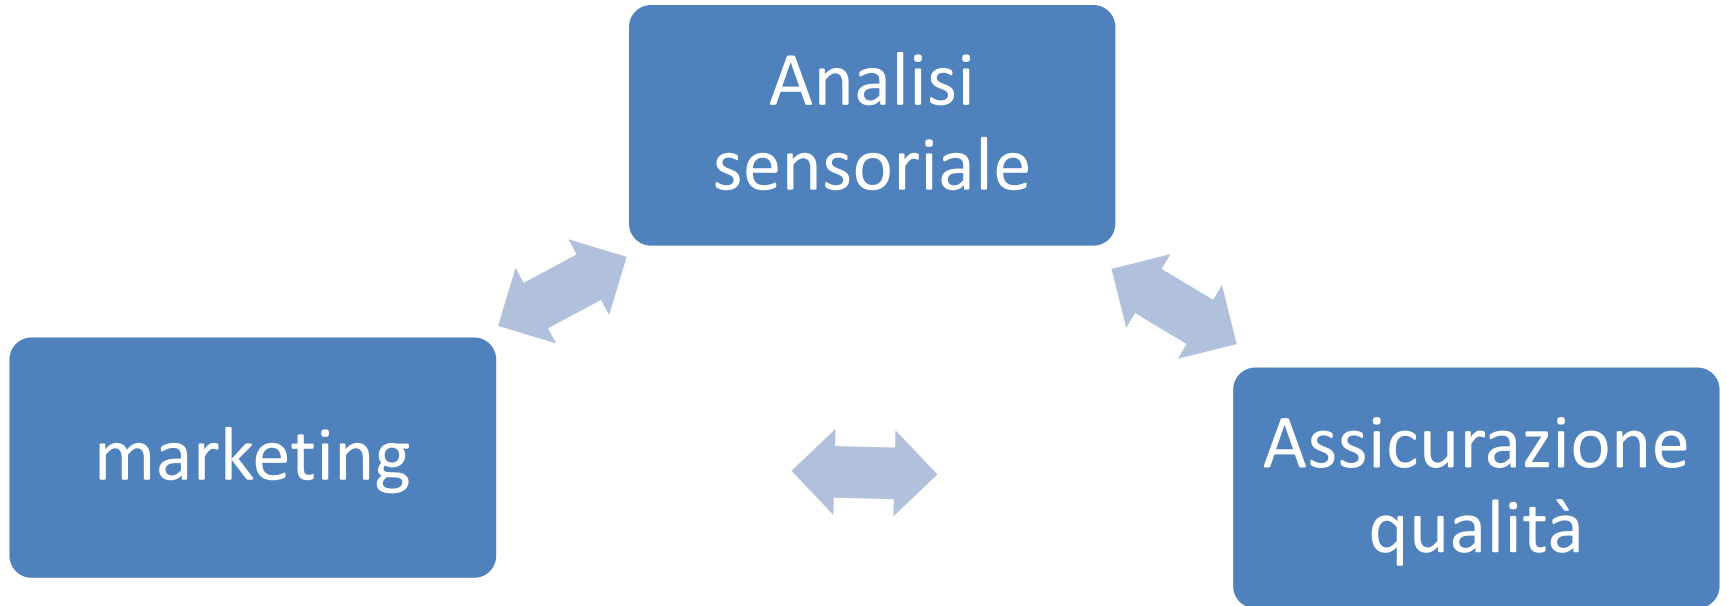 Analisi
sensoriale
marketing
Assicurazione
qualità